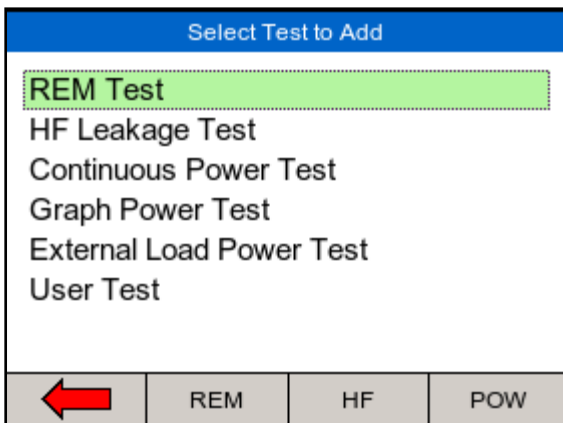 Select Test to Add
REM Test
HF Leakage Test
Continuous Power Test
Graph Power Test
External Load Power Test
User Test
REM HF POW